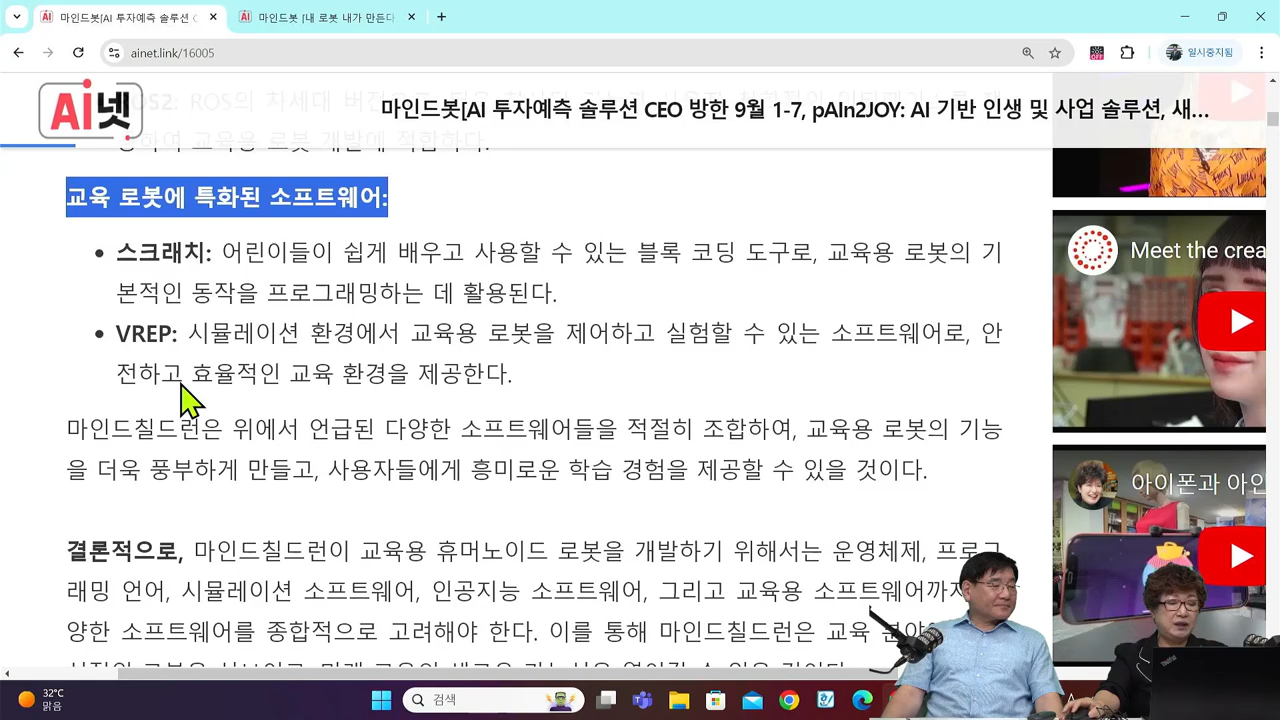 마인드봇[AI 투자예측 솔루션 C
마인드봇 [내 로봇 내가 만든다
ainet.link/16005
일시중지됨
Ai넷
마인드봇[AI 투자예측 솔루션 CEO 방한 9월 1-7, pAIn2JOY: AI 기반 인생 및 사업 솔루션, 새...
교육 로봇에 특화된 소프트웨어:
• 스크래치: 어린이들이 쉽게 배우고 사용할 수 있는 블록 코딩 도구로, 교육용 로봇의 기
본적인 동작을 프로그래밍하는 데 활용된다.
• VREP: 시뮬레이션 환경에서 교육용 로봇을 제어하고 실험할 수 있는 소프트웨어로, 안
전하고 효율적인 교육 환경을 제공한다.
마인드칠드런은 위에서 언급된 다양한 소프트웨어들을 적절히 조합하여, 교육용 로봇의 기능
을 더욱 풍부하게 만들고, 사용자들에게 흥미로운 학습 경험을 제공할 수 있을 것이다.
결론적으로, 마인드칠드런이 교육용 휴머노이드 로봇을 개발하기 위해서는 운영체제, 프로그
래밍 언어, 시뮬레이션 소프트웨어, 인공지능 소프트웨어, 그리고 교육용 소프트웨어까지
양한 소프트웨어를 종합적으로 고려해야 한다. 이를 통해 마인드칠드런은 교육
Meet the crea
아이폰과 아인
32°C
맑음
검색